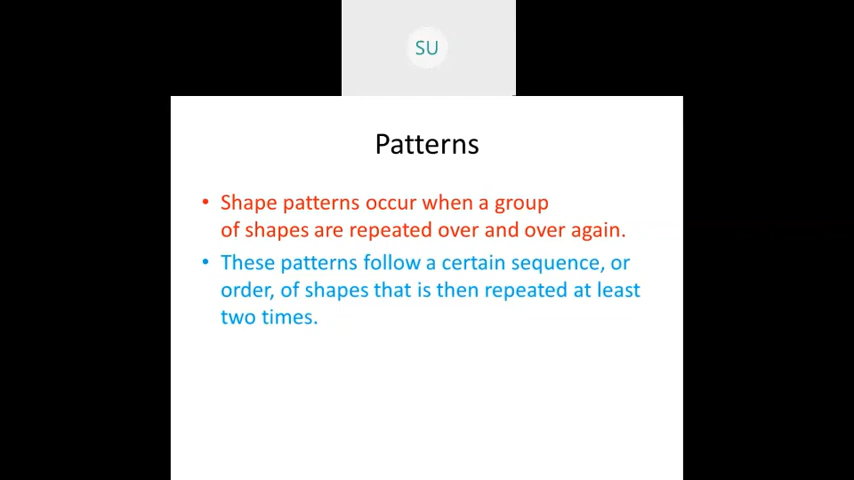 SU
Patterns
• Shape patterns occur when a group
of shapes are repeated over and over again.
• These patterns follow a certain sequence, or
order, of shapes that is then repeated at least
two times.